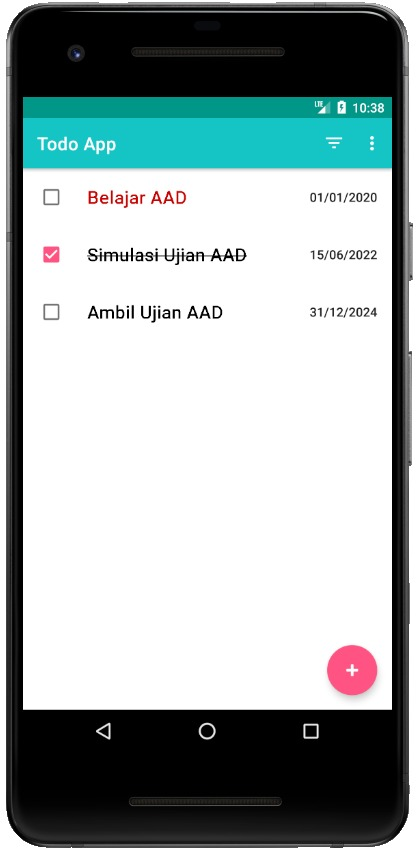 LTE 10:38
Todo App
Belajar AAD 01/01/2020
Simulasi Ujian AAD 15/06/2022
Ambil Ujian AAD 31/12/2024
+